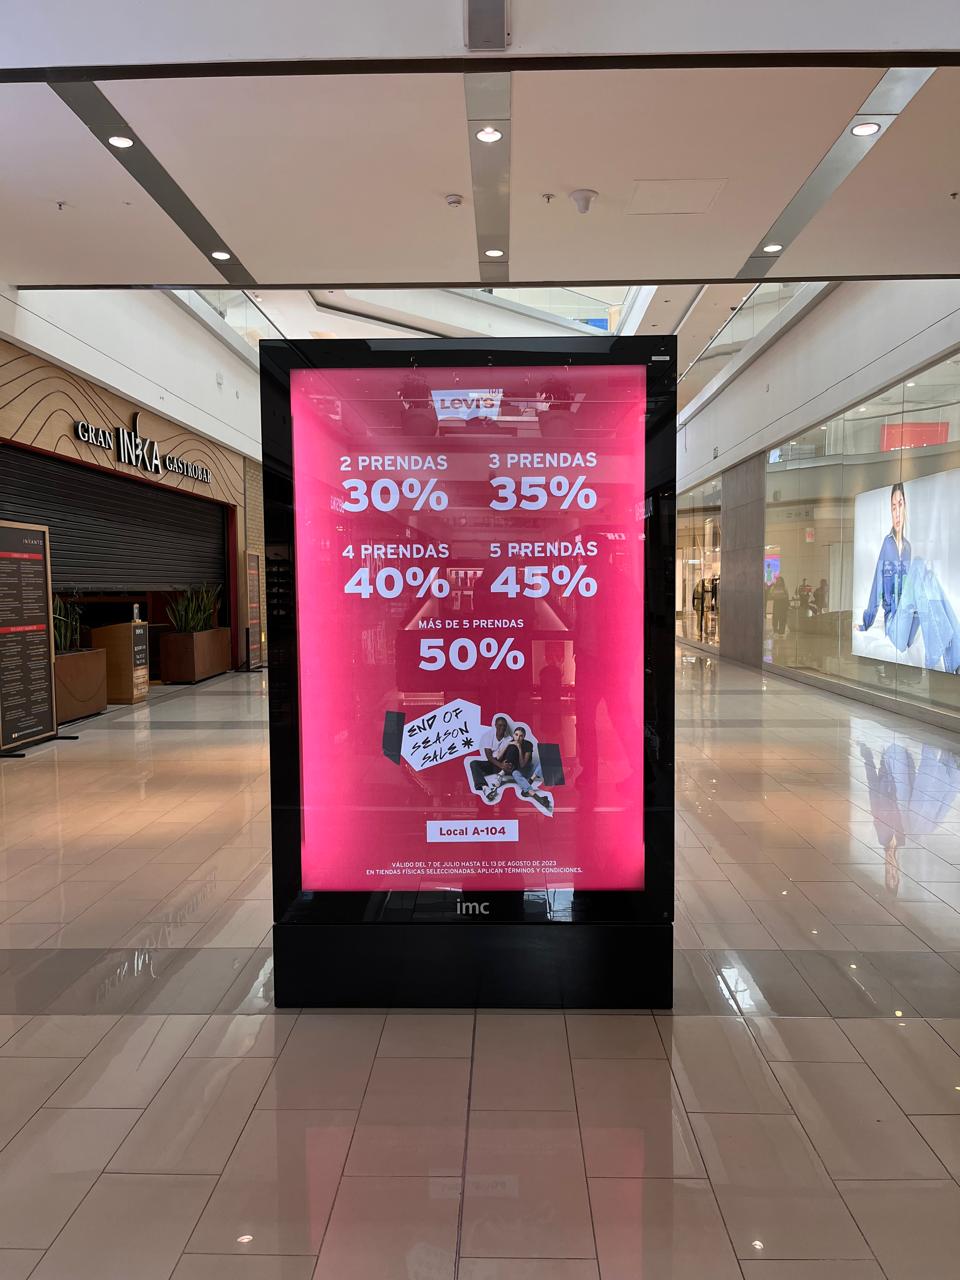 Levi's
2 PRENDAS
30%
3 PRENDAS
35%
4 PRENDAS
40%
5 PRENDAS
45%
MÁS DE 5 PRENDAS
50%
END OF
SEASON
SALE*
Local A-104
VÁLIDO DEL 7 DE JULIO HASTA EL 13 DE AGOSTO DE 2023
EN TIENDAS FÍSICAS SELECCIONADAS. APLICAN TÉRMINOS Y CONDICIONES.
imc
GRAN INKA GASTROBAR